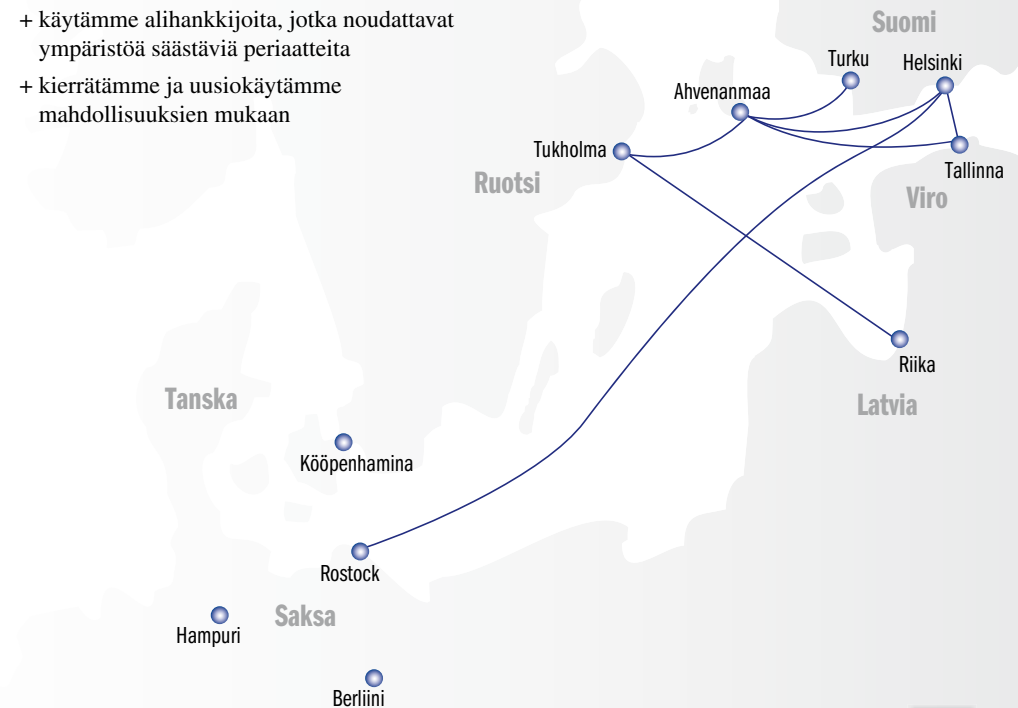 + käytämme alihankkijoita, jotka noudattavat
ympäristöä säästäviä periaatteita
+ kierrätämme ja uusiokäytämme
mahdollisuuksien mukaan
Suomi
Turku
Helsinki
Ahvenanmaa
Tukholma
Tallinna
Ruotsi
Viro
Riika
Tanska
Latvia
Kööpenhamina
Rostock
Saksa
Hampuri
Berliini